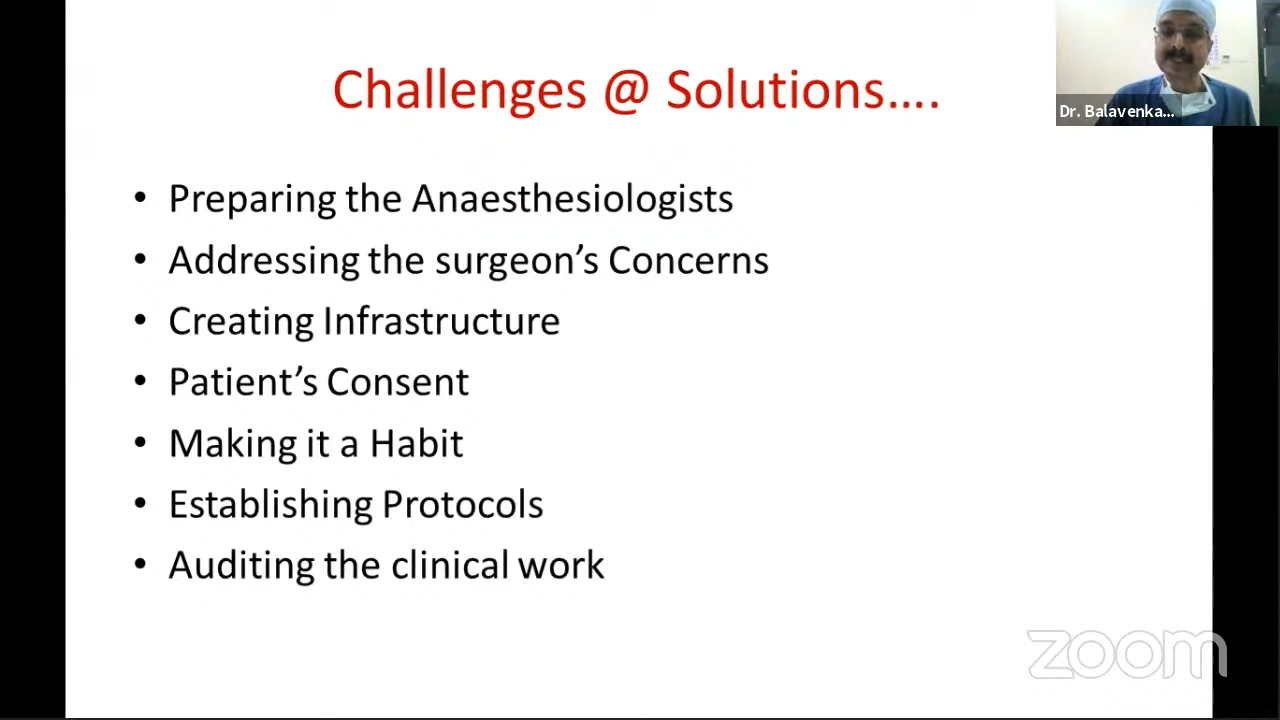 Challenges @ Solutions....
Dr. Balavenka...
• Preparing the Anaesthesiologists
• Addressing the surgeon’s Concerns
• Creating Infrastructure
• Patient’s Consent
• Making it a Habit
• Establishing Protocols
• Auditing the clinical work
zoom